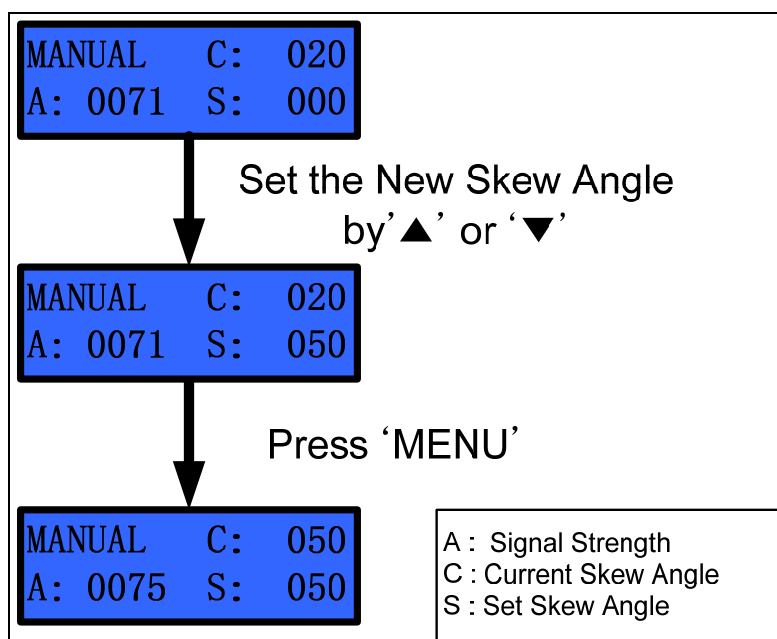 MANUAL C: 020
A: 0071 S: 000
Set the New Skew Angle
by’▲’ or ‘▼’
MANUAL C: 020
A: 0071 S: 050
Press ‘MENU’
MANUAL C: 050
A: 0075 S: 050
A : Signal Strength
C : Current Skew Angle
S : Set Skew Angle